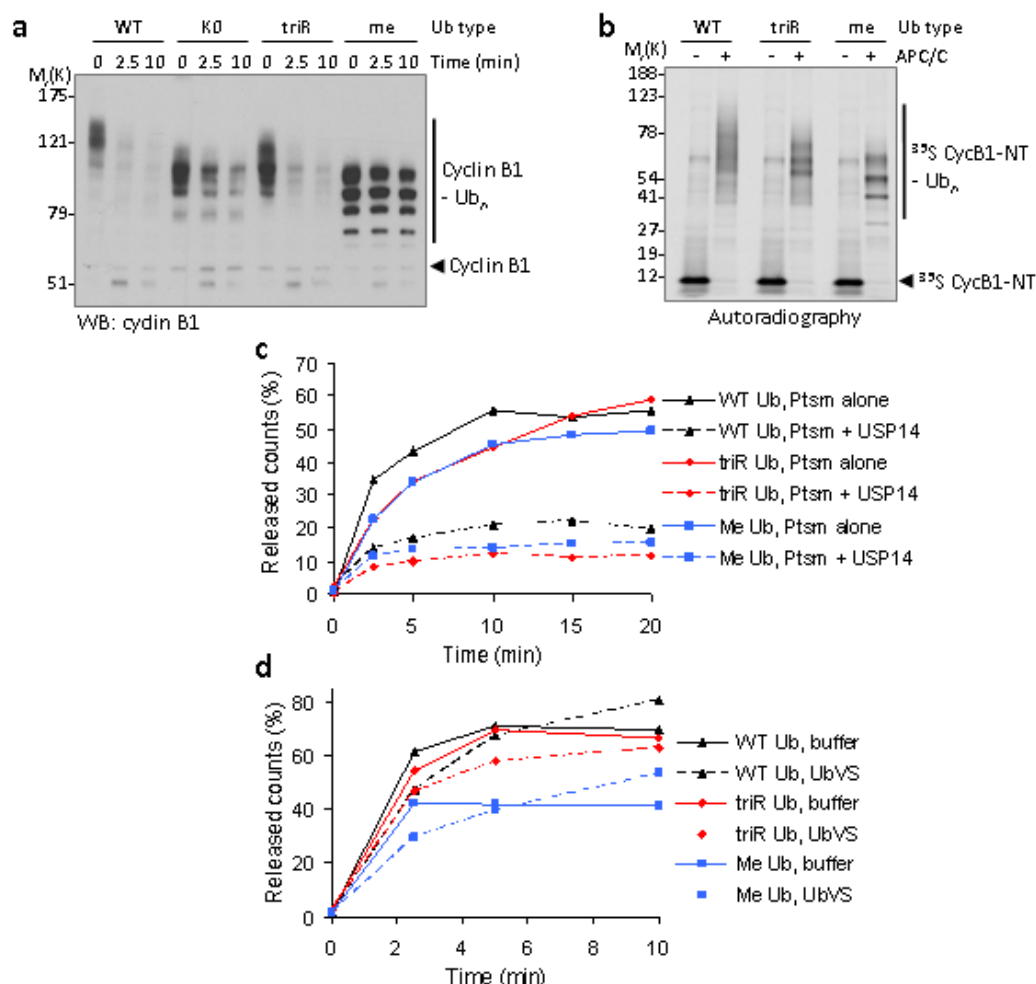 a
WT K0 triR me Ub type
0 2.5 10 0 2.5 10 0 2.5 10 0 2.5 10 Time (min)
Mr(K)
175-
121-
79-
51-
Cyclin B1
- Ubn
Cyclin B1
WB: cyclin B1
b
WT triR me Ub type
- + - + - + APC/C
Mr(K)
188-
123-
78-
54-
41-
27-
17-
12-
35S CycB1-NT
- Ubn
35S CycB1-NT
Autoradiography
c
Released counts (%)
70
60
50
40
30
20
10
0
0 5 10 15 20
Time (min)
WT Ub, Ptsm alone
WT Ub, Ptsm + USP14
triR Ub, Ptsm alone
triR Ub, Ptsm + USP14
Me Ub, Ptsm alone
Me Ub, Ptsm + USP14
d
Released counts (%)
80
60
40
20
0
0 2 4 6 8 10
Time (min)
WT Ub, buffer
WT Ub, UbVS
triR Ub, buffer
triR Ub, UbVS
Me Ub, buffer
Me Ub, UbVS